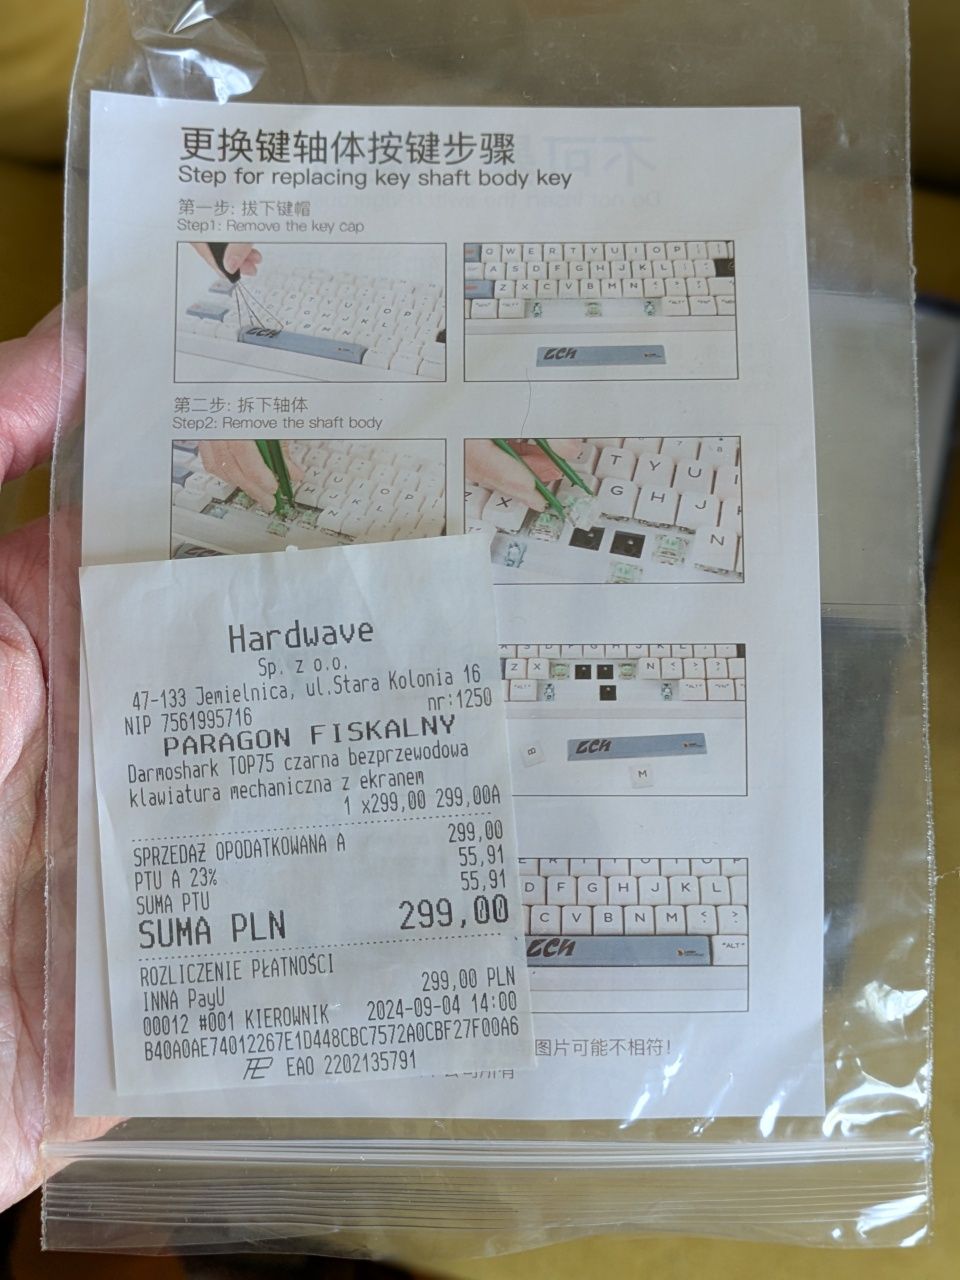 更换键轴体按键步骤
Step for replacing key shaft body key
第一步: 拔下键帽
Step1: Remove the key cap
第二步: 拆下轴体
Step2: Remove the shaft body
Hardwave
Sp. z o.o.
47-133 Jemielnica, ul.Stara Kolonia 16
NIP 7561995716 nr:1250
PARAGON FISKALNY
Darmoshark TOP75 czarna bezprzewodowa
klawiatura mechaniczna z ekranem
1 x299,00 299,00A
SPRZEDAŻ OPODATKOWANA A 299,00
PTU A 23% 55,91
SUMA PTU 55,91
SUMA PLN 299,00
ROZLICZENIE PŁATNOŚCI
INNA PayU 299,00 PLN
00012 #001 KIEROWNIK 2024-09-04 14:00
B40A0AE74012267E1D448CBC7572A0CBF27F00A6
EAO 2202135791
图片可能不相符!
公司所有